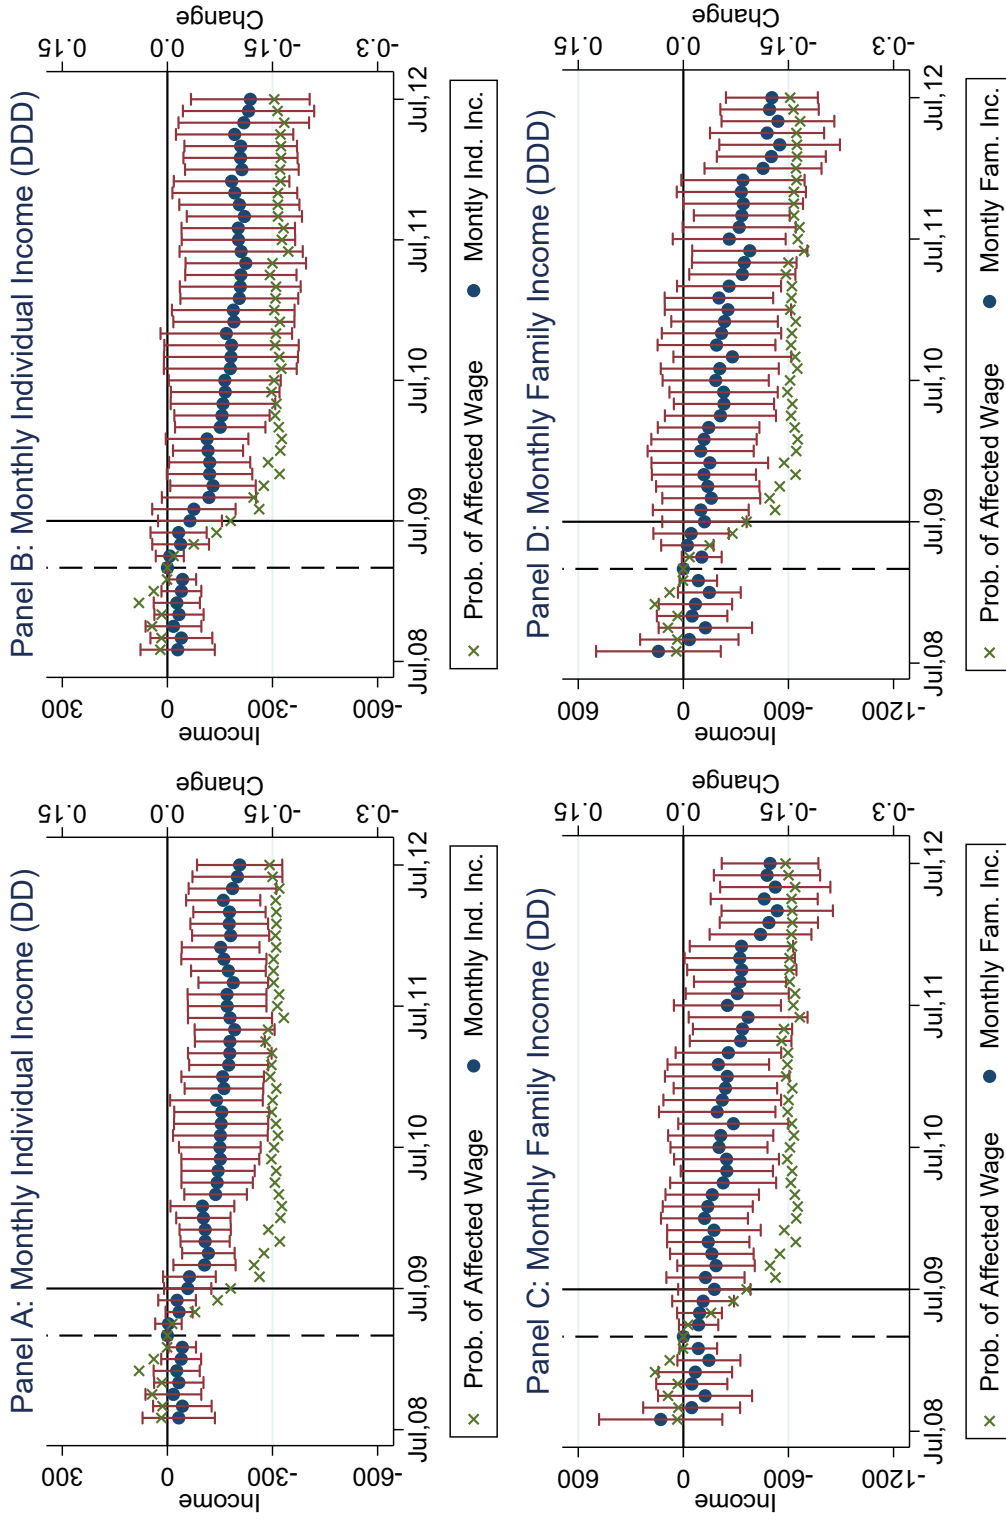 Panel A: Monthly Individual Income (DD)
300
0
-300
-600
Income
0.15
0.0
-0.15
-0.3
Change
Jul,08
Jul,09
Jul,10
Jul,11
Jul,12
Prob. of Affected Wage
Monthly Ind. Inc.
Panel B: Monthly Individual Income (DDD)
300
0
-300
-600
Income
0.15
0.0
-0.15
-0.3
Change
Jul,08
Jul,09
Jul,10
Jul,11
Jul,12
Prob. of Affected Wage
Montly Ind. Inc.
Panel C: Monthly Family Income (DD)
600
0
-600
-1200
Income
0.15
0.0
-0.15
-0.3
Change
Jul,08
Jul,09
Jul,10
Jul,11
Jul,12
Prob. of Affected Wage
Monthly Fam. Inc.
Panel D: Monthly Family Income (DDD)
600
0
-600
-1200
Income
0.15
0.0
-0.15
-0.3
Change
Jul,08
Jul,09
Jul,10
Jul,11
Jul,12
Prob. of Affected Wage
Montly Fam. Inc.